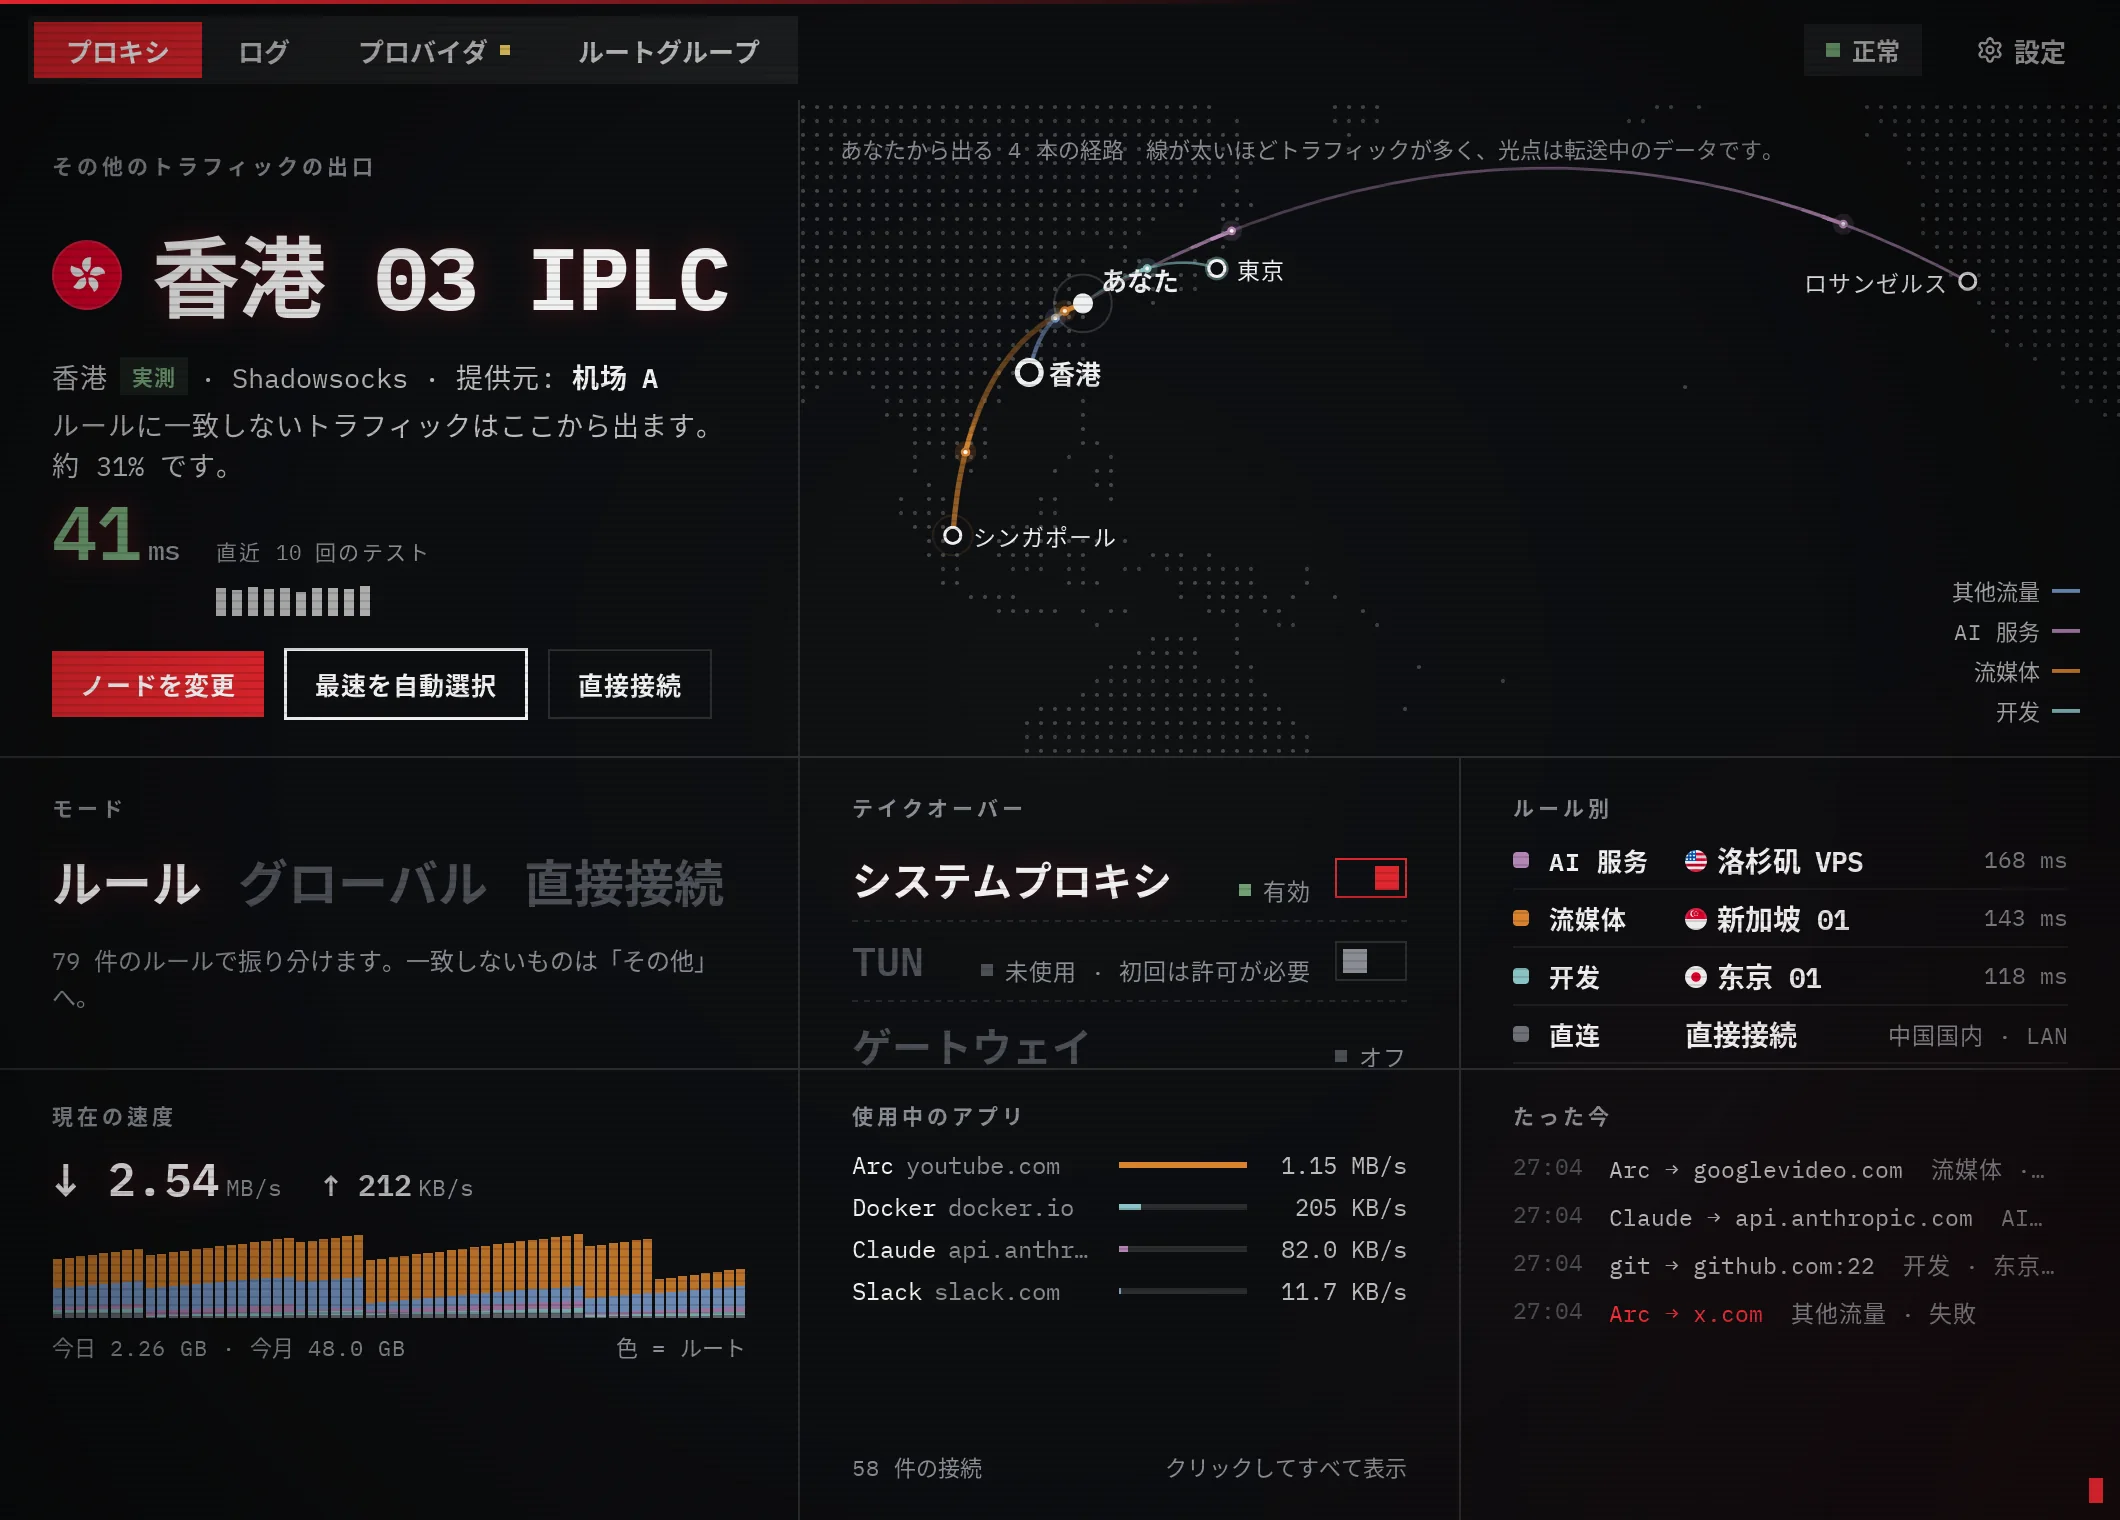 プロキシ ログ プロバイダ ルートグループ 正常 設定
その他のトラフィックの出口
香港 03 IPLC
香港 実測 · Shadowsocks · 提供元: 机场 A
ルールに一致しないトラフィックはここから出ます。
約 31% です。
41 ms 直近 10 回のテスト
ノードを変更 最速を自動選択 直接接続
あなたから出る 4 本の経路 線が太いほどトラフィックが多く、光点は転送中のデータです。
あなた
東京
ロサンゼルス
香港
シンガポール
其他流量
AI 服务
流媒体
开发
モード
ルール グローバル 直接接続
79 件のルールで振り分けます。一致しないものは「その他」
へ。
テイクオーバー
システムプロキシ 有効
TUN 未使用 · 初回は許可が必要
ゲートウェイ オフ
ルール別
AI 服务 洛杉矶 VPS 168 ms
流媒体 新加坡 01 143 ms
开发 东京 01 118 ms
直连 直接接続 中国国内 · LAN
現在の速度
↓ 2.54 MB/s ↑ 212 KB/s
今日 2.26 GB · 今月 48.0 GB 色 = ルート
使用中のアプリ
Arc youtube.com 1.15 MB/s
Docker docker.io 205 KB/s
Claude api.anthr… 82.0 KB/s
Slack slack.com 11.7 KB/s
58 件の接続 クリックしてすべて表示
たった今
27:04 Arc → googlevideo.com 流媒体 ·…
27:04 Claude → api.anthropic.com AI…
27:04 git → github.com:22 开发 · 东京…
27:04 Arc → x.com 其他流量 · 失敗